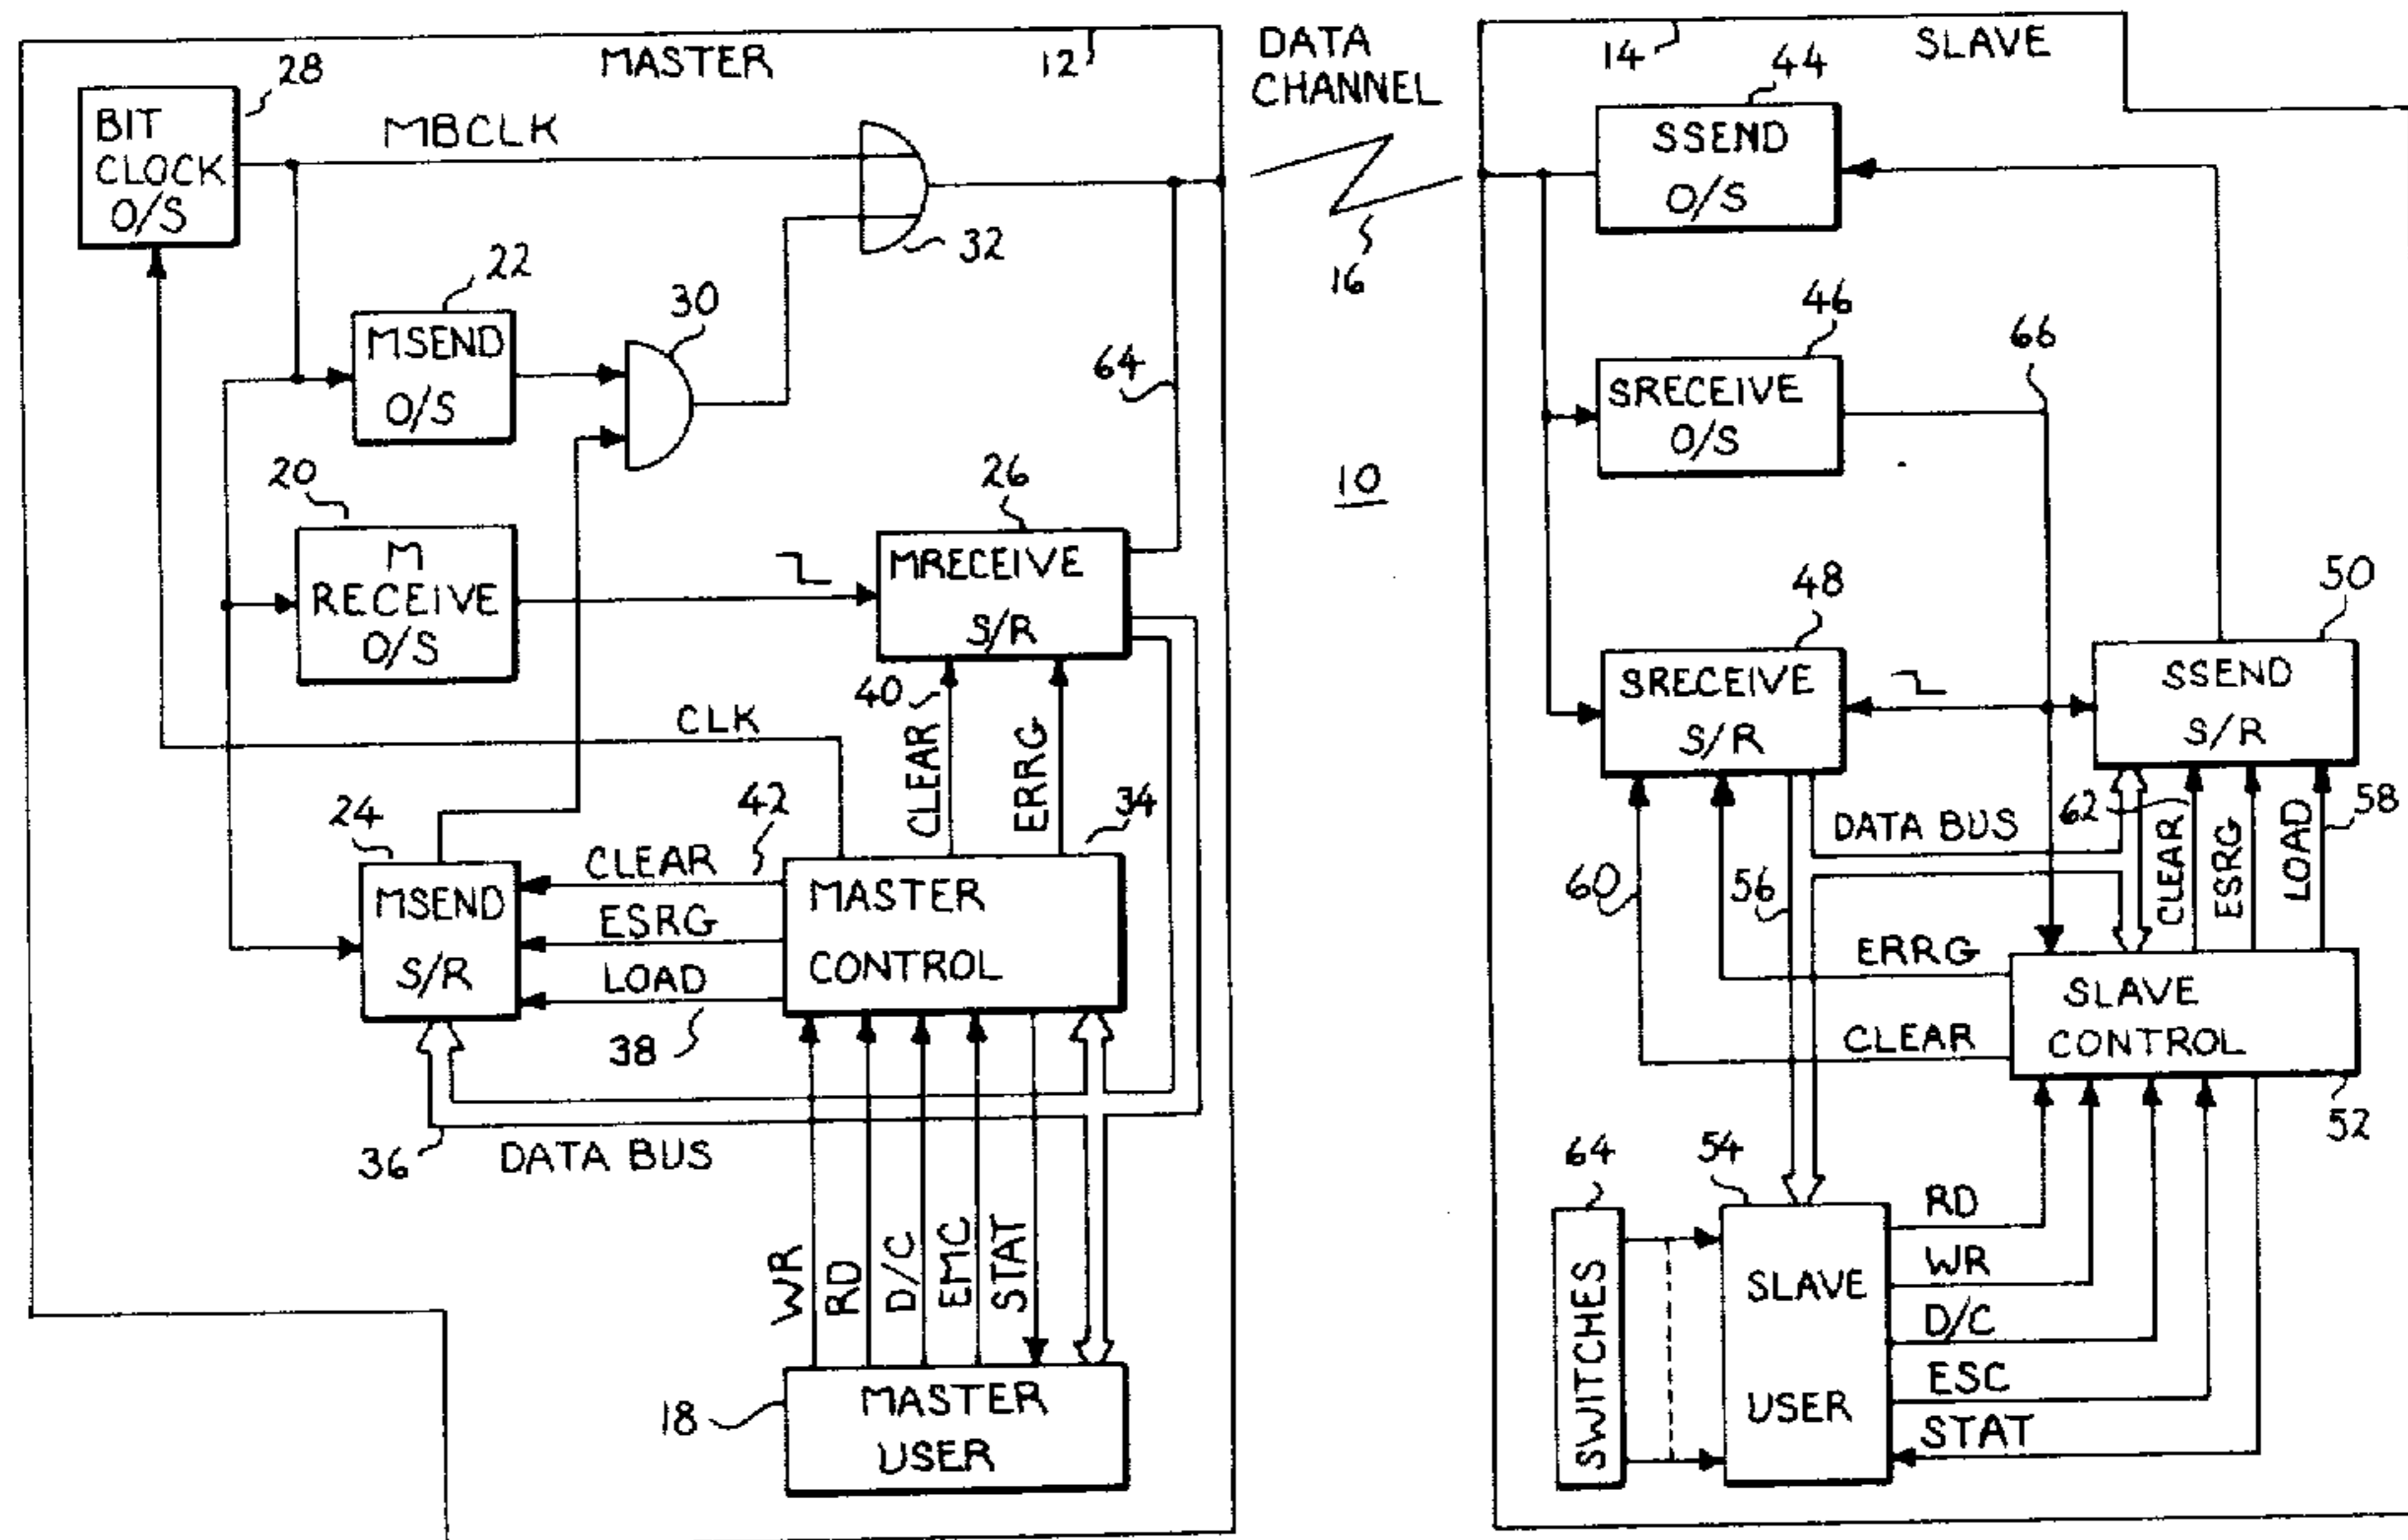 MASTER
12
28
BIT
CLOCK
O/S
MBCLK
32
22
MSEND
O/S
30
64
20
M
RECEIVE
O/S
26
MRECEIVE
S/R
40
CLEAR
ERRG
CLK
34
24
MSEND
S/R
42
CLEAR
ESRG
LOAD
38
MASTER
CONTROL
36
DATA BUS
WR
RD
D/C
EMC
STAT
18
MASTER
USER
DATA
CHANNEL
16
10
14
SLAVE
44
SSEND
O/S
46
SRECEIVE
O/S
66
48
SRECEIVE
S/R
50
SSEND
S/R
DATA BUS
62
CLEAR
ESRG
LOAD
58
60
56
ERRG
CLEAR
SLAVE
CONTROL
52
64
SWITCHES
54
SLAVE
USER
RD
WR
D/C
ESC
STAT